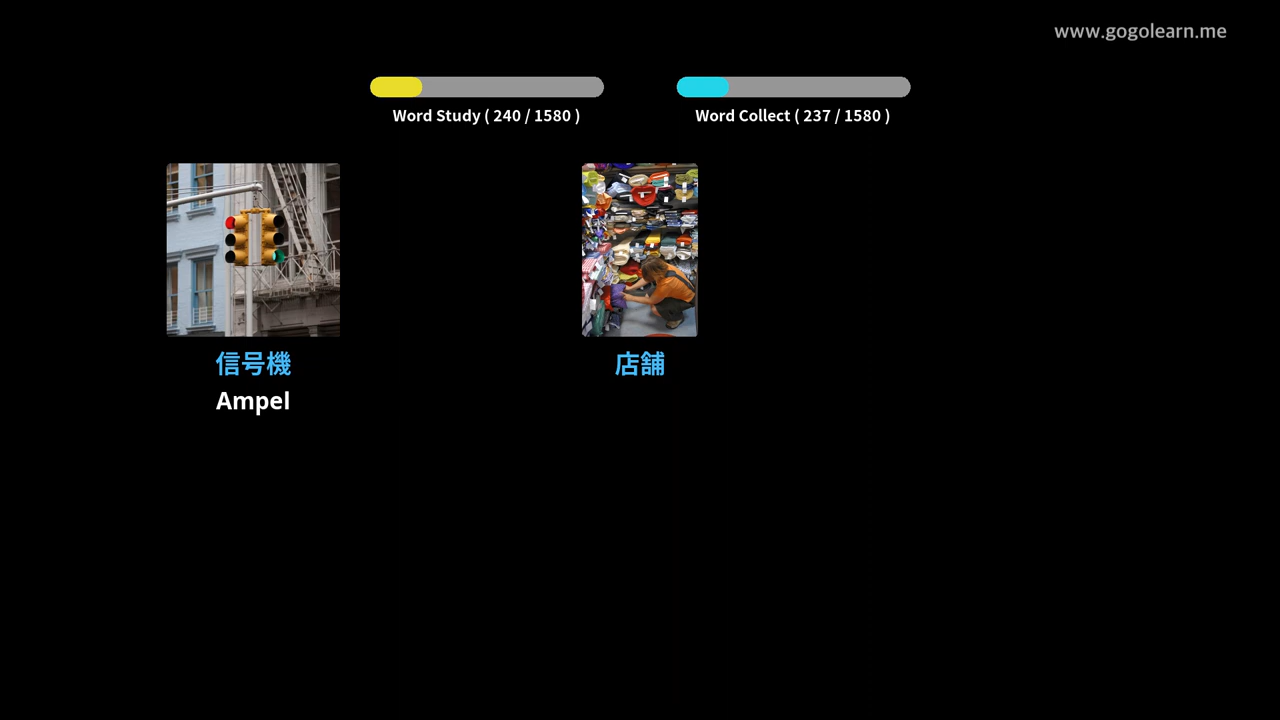 www.gogolearn.me
Word Study ( 240 / 1580 )
Word Collect ( 237 / 1580 )
信号機
Ampel
店舗